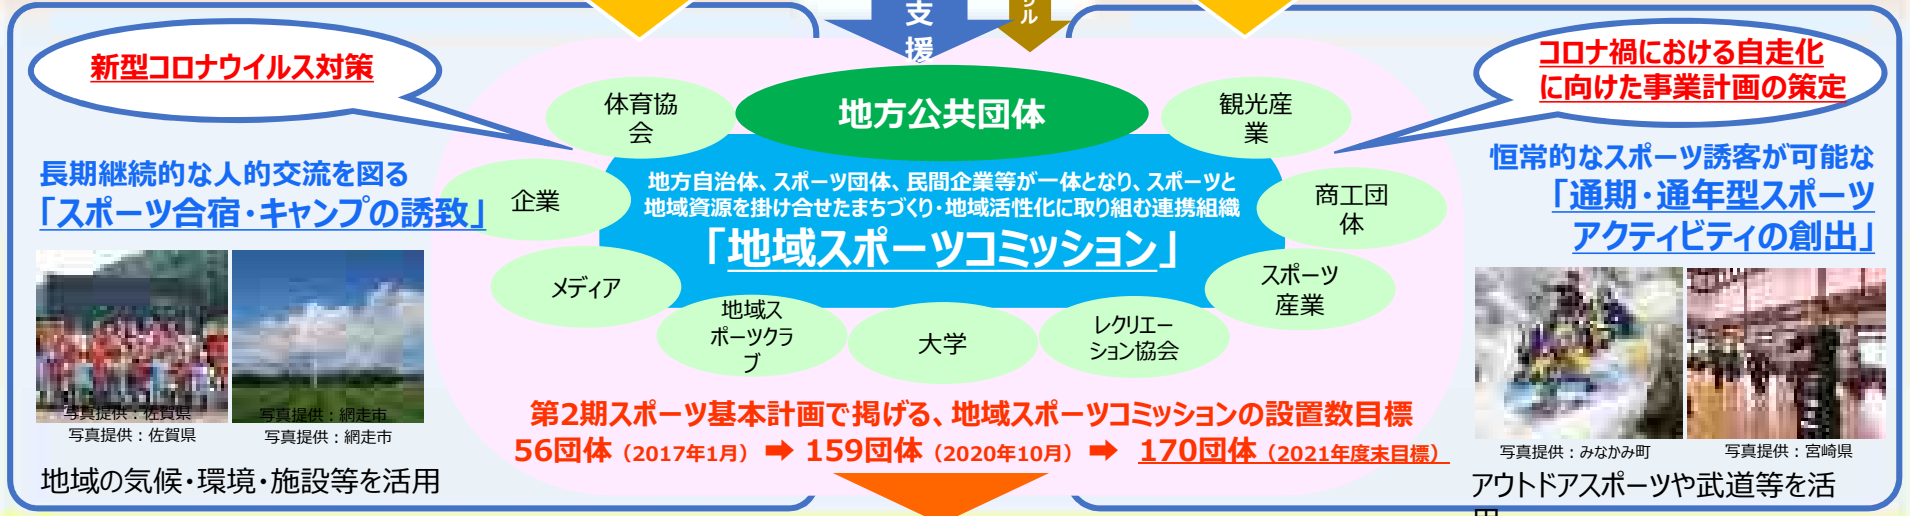 支
援
ル
新型コロナウイルス対策
長期継続的な人的交流を図る
「スポーツ合宿・キャンプの誘致」
写真提供：佐賀県
写真提供：佐賀県
写真提供：網走市
写真提供：網走市
地域の気候・環境・施設等を活用
地方公共団体
体育協
会
観光産
業
企業
商工団
体
メディア
スポーツ
産業
地域ス
ポーツクラ
ブ
大学
レクリエー
ション協会
地方自治体、スポーツ団体、民間企業等が一体となり、スポーツと
地域資源を掛け合せたまちづくり・地域活性化に取り組む連携組織
「地域スポーツコミッション」
第2期スポーツ基本計画で掲げる、地域スポーツコミッションの設置数目標
56団体（2017年1月）➡ 159団体（2020年10月）➡ 170団体（2021年度末目標）
コロナ禍における自走化
に向けた事業計画の策定
恒常的なスポーツ誘客が可能な
「通期・通年型スポーツ
アクティビティの創出」
写真提供：みなかみ町
写真提供：宮崎県
アウトドアスポーツや武道等を活